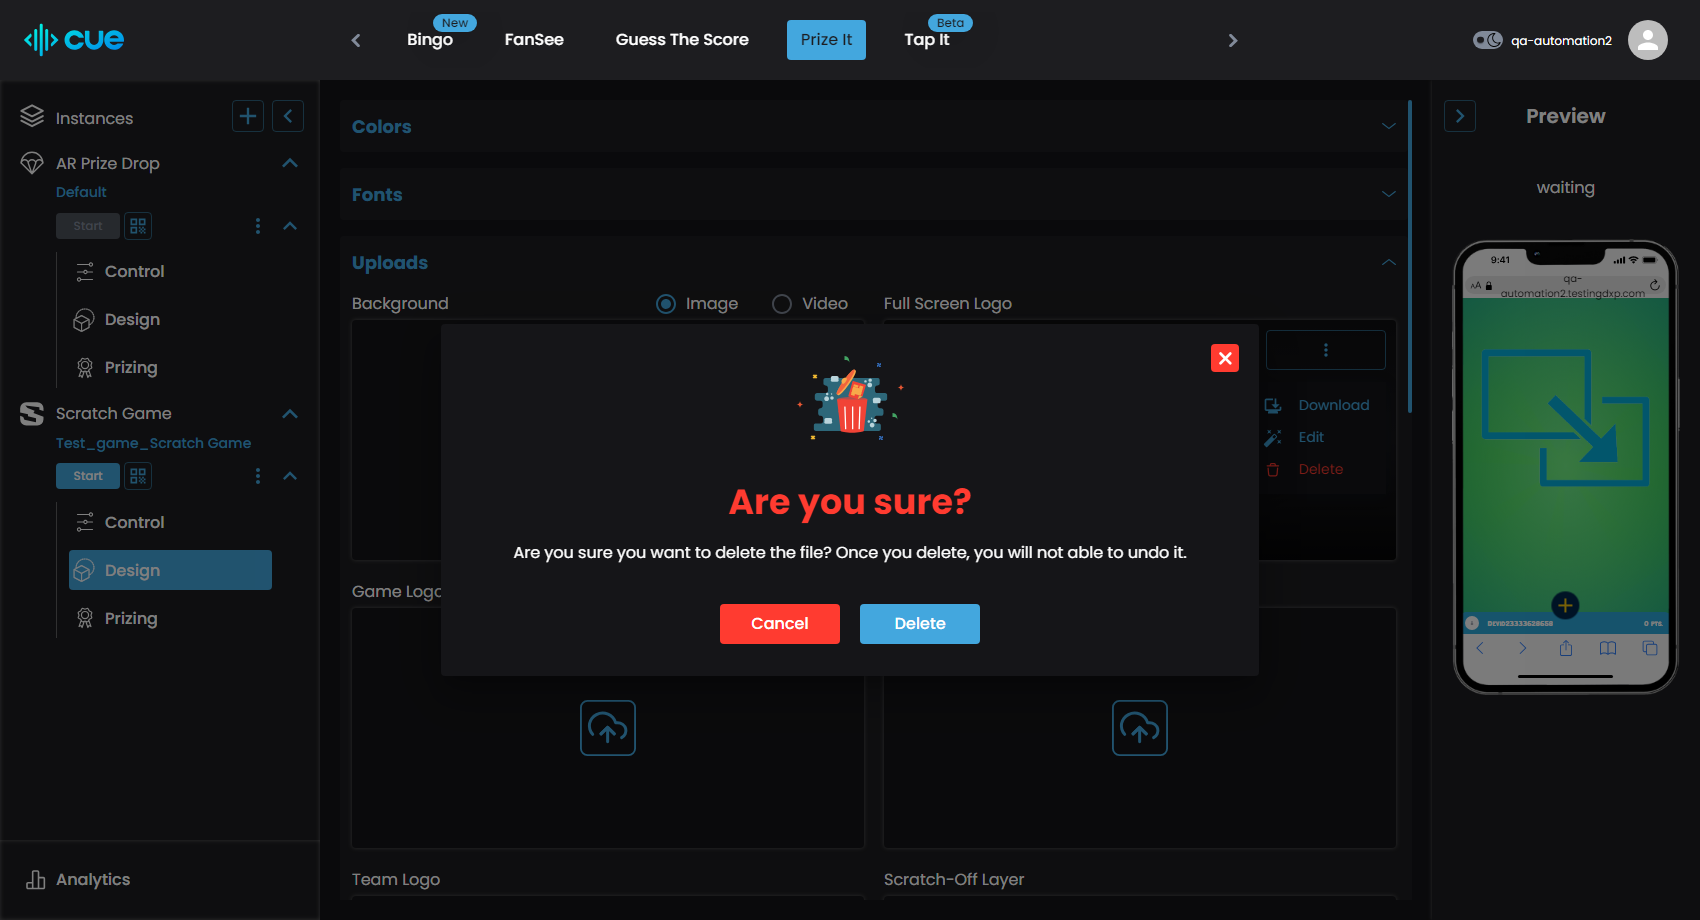 cue
New
Beta
Bingo
FanSee
Guess The Score
Prize It
Tap It
qa-automation2
Instances
AR Prize Drop
Default
Start
Control
Design
Prizing
Scratch Game
Test_game_Scratch Game
Start
Control
Design
Prizing
Analytics
Colors
Fonts
Uploads
Background
Image
Video
Full Screen Logo
Download
Edit
Delete
Are you sure?
Are you sure you want to delete the file? Once you delete, you will not able to undo it.
Cancel
Delete
Game Logo
Team Logo
Scratch-Off Layer
Preview
waiting
9:41
AA
qa-
automation2.testingdxp.com
0 PTS.